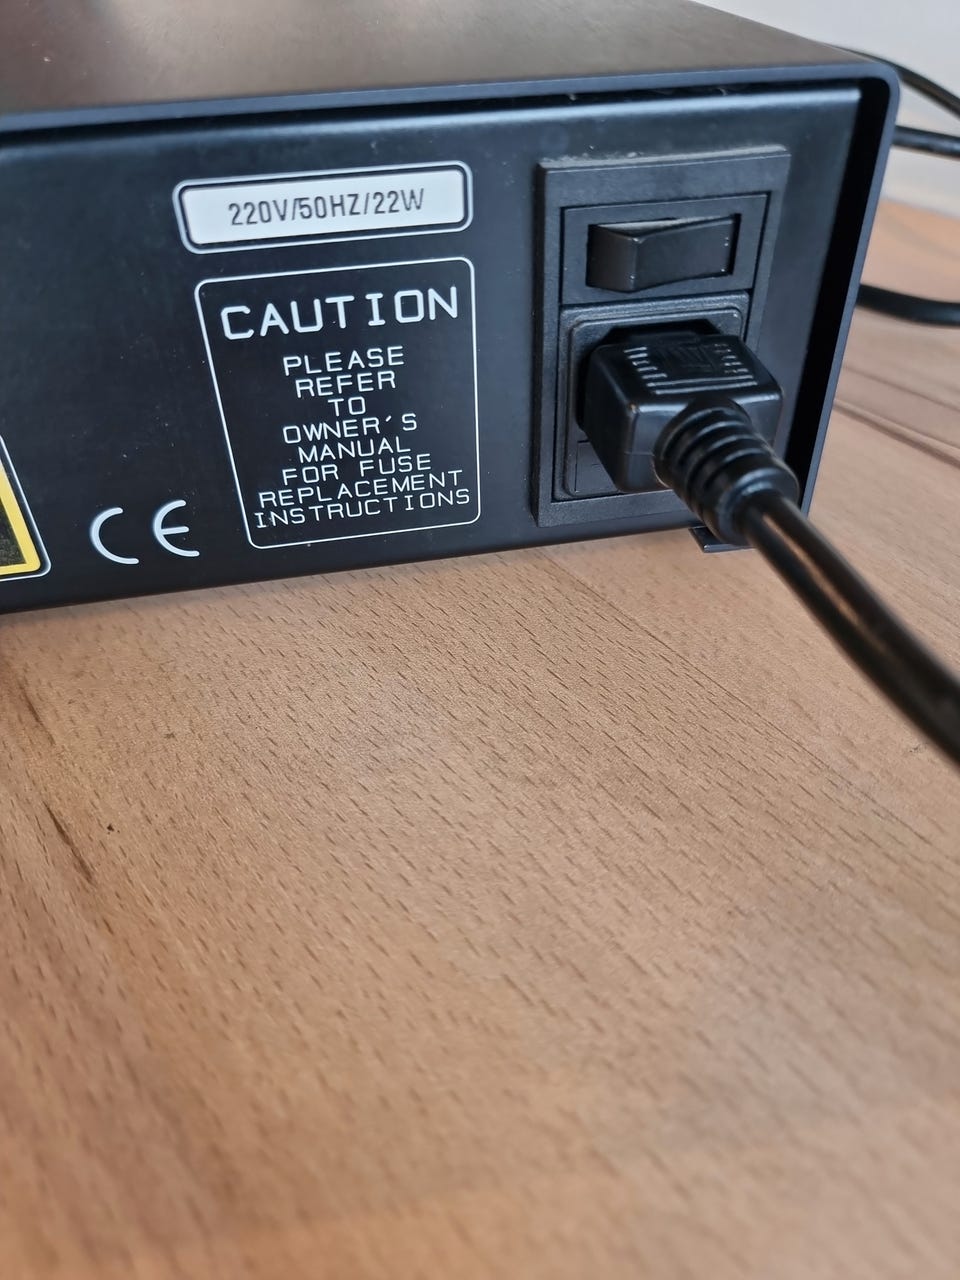 220V/50HZ/22W
CAUTION
PLEASE
REFER
TO
OWNER'S
MANUAL
FOR FUSE
REPLACEMENT
INSTRUCTIONS
CE